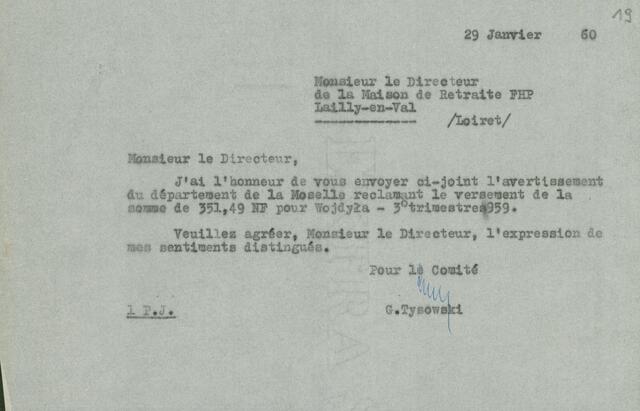 19
29 Janvier 60
Monsieur le Directeur
de la Maison de Retraite FHP
Lailly-en-Val
/Loiret/
Monsieur le Directeur,
J'ai l'honneur de vous envoyer ci-joint l'avertissement
du département de la Moselle reclamant le versement de la
somme de 351,49 NF pour Wojdyła - 3° trimestre 1959.
Veuillez agréer, Monsieur le Directeur, l'expression de
mes sentiments distingués.
Pour le Comité
G.Tysowski
1 P.J.